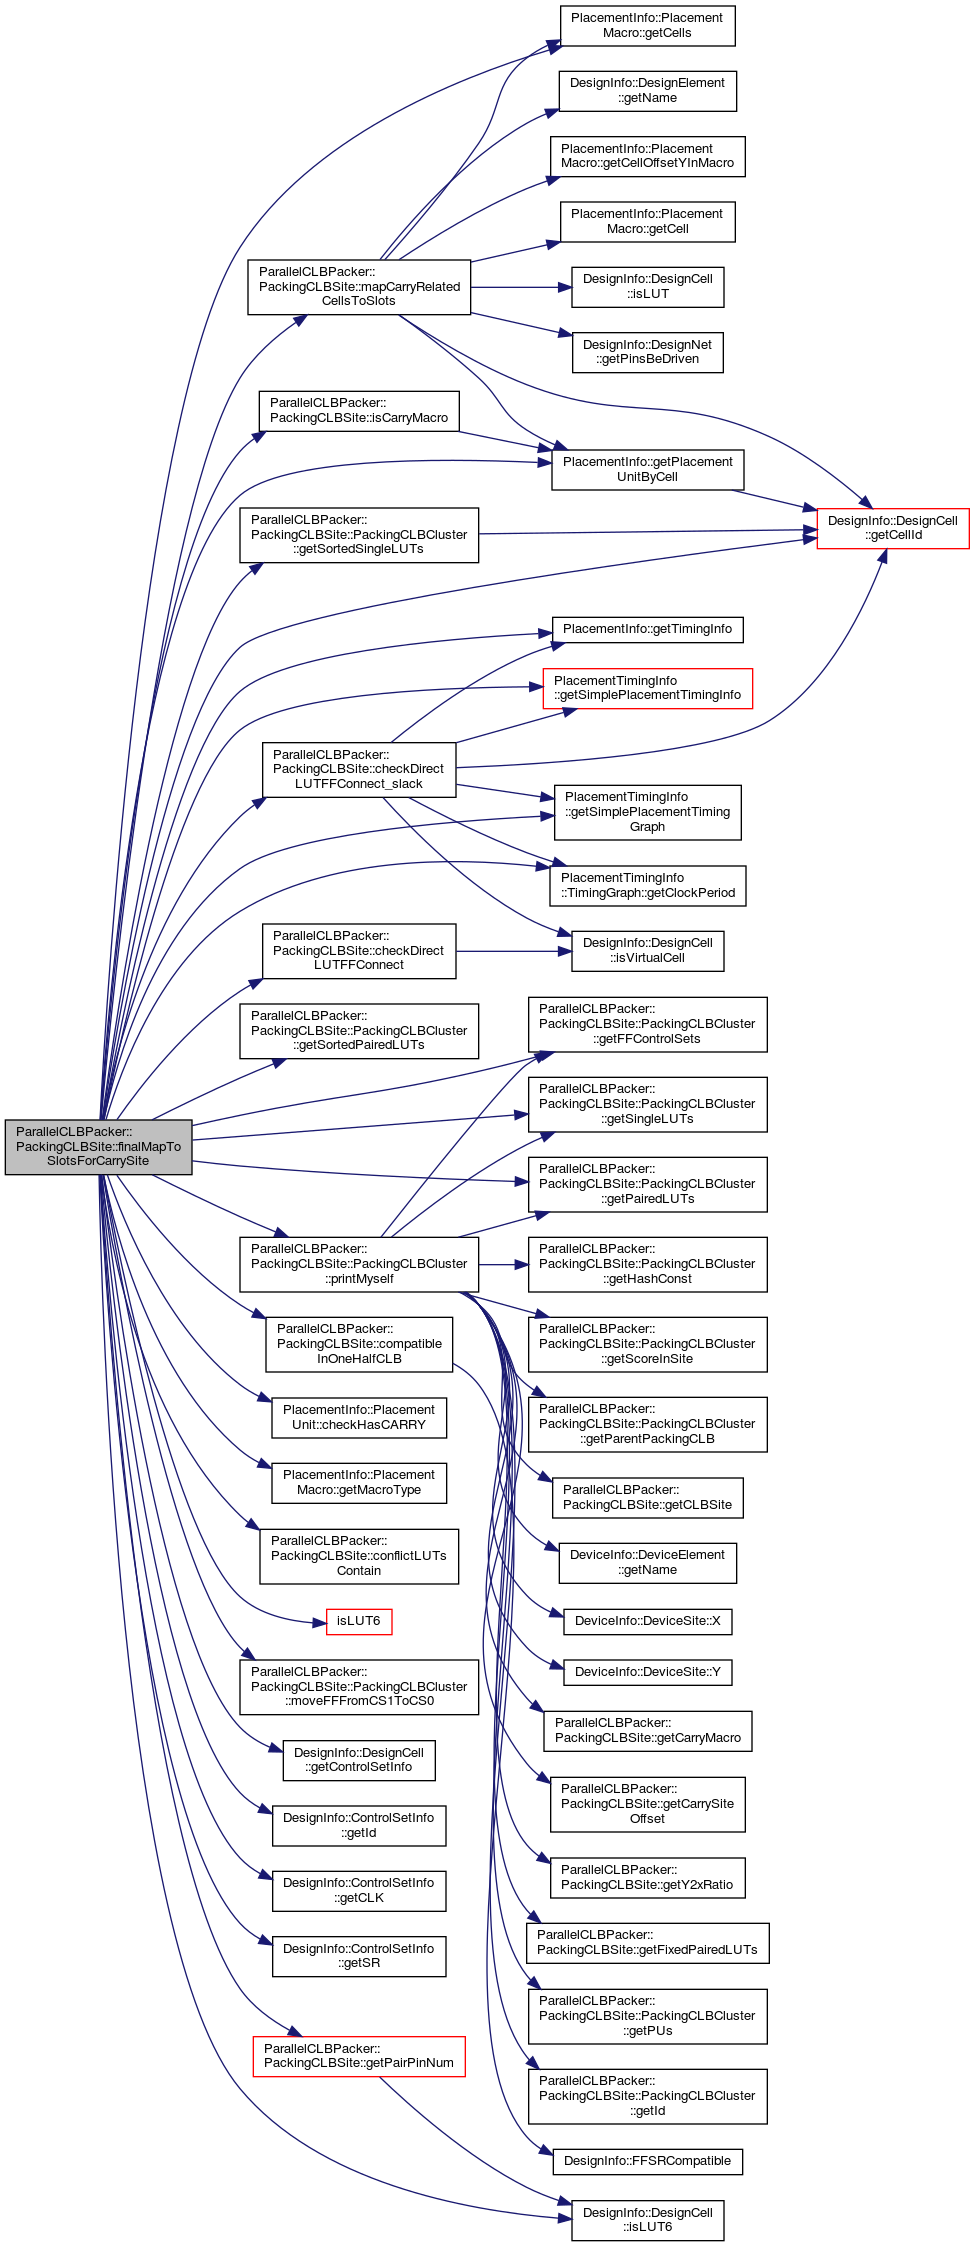 PlacementInfo::Placement
Macro::getCells
DesignInfo::DesignElement
::getName
PlacementInfo::Placement
Macro::getCellOffsetYInMacro
PlacementInfo::Placement
Macro::getCell
ParallelCLBPacker::
PackingCLBSite::mapCarryRelated
CellsToSlots
DesignInfo::DesignCell
::isLUT
DesignInfo::DesignNet
::getPinsBeDriven
ParallelCLBPacker::
PackingCLBSite::isCarryMacro
PlacementInfo::getPlacement
UnitByCell
ParallelCLBPacker::
PackingCLBSite::PackingCLBCluster
::getSortedSingleLUTs
DesignInfo::DesignCell
::getCellId
PlacementInfo::getTimingInfo
PlacementTimingInfo
::getSimplePlacementTimingInfo
ParallelCLBPacker::
PackingCLBSite::checkDirect
LUTFFConnect_slack
PlacementTimingInfo
::getSimplePlacementTiming
Graph
PlacementTimingInfo
::TimingGraph::getClockPeriod
ParallelCLBPacker::
PackingCLBSite::checkDirect
LUTFFConnect
DesignInfo::DesignCell
::isVirtualCell
ParallelCLBPacker::
PackingCLBSite::PackingCLBCluster
::getSortedPairedLUTs
ParallelCLBPacker::
PackingCLBSite::PackingCLBCluster
::getFFControlSets
ParallelCLBPacker::
PackingCLBSite::PackingCLBCluster
::getSingleLUTs
ParallelCLBPacker::
PackingCLBSite::finalMapTo
SlotsForCarrySite
ParallelCLBPacker::
PackingCLBSite::PackingCLBCluster
::getPairedLUTs
ParallelCLBPacker::
PackingCLBSite::PackingCLBCluster
::printMyself
ParallelCLBPacker::
PackingCLBSite::PackingCLBCluster
::getHashConst
ParallelCLBPacker::
PackingCLBSite::compatible
InOneHalfCLB
ParallelCLBPacker::
PackingCLBSite::PackingCLBCluster
::getScoreInSite
PlacementInfo::Placement
Unit::checkHasCARRY
ParallelCLBPacker::
PackingCLBSite::PackingCLBCluster
::getParentPackingCLB
PlacementInfo::Placement
Macro::getMacroType
ParallelCLBPacker::
PackingCLBSite::getCLBSite
ParallelCLBPacker::
PackingCLBSite::conflictLUTs
Contain
DeviceInfo::DeviceElement
::getName
isLUT6
DeviceInfo::DeviceSite::X
ParallelCLBPacker::
PackingCLBSite::PackingCLBCluster
::moveFFFromCS1ToCS0
DeviceInfo::DeviceSite::Y
ParallelCLBPacker::
PackingCLBSite::getCarryMacro
DesignInfo::DesignCell
::getControlSetInfo
ParallelCLBPacker::
PackingCLBSite::getCarrySite
Offset
DesignInfo::ControlSetInfo
::getId
ParallelCLBPacker::
PackingCLBSite::getY2xRatio
DesignInfo::ControlSetInfo
::getCLK
ParallelCLBPacker::
PackingCLBSite::getFixedPairedLUTs
DesignInfo::ControlSetInfo
::getSR
ParallelCLBPacker::
PackingCLBSite::PackingCLBCluster
::getPUs
ParallelCLBPacker::
PackingCLBSite::getPairPinNum
ParallelCLBPacker::
PackingCLBSite::PackingCLBCluster
::getId
DesignInfo::FFSRCompatible
DesignInfo::DesignCell
::isLUT6